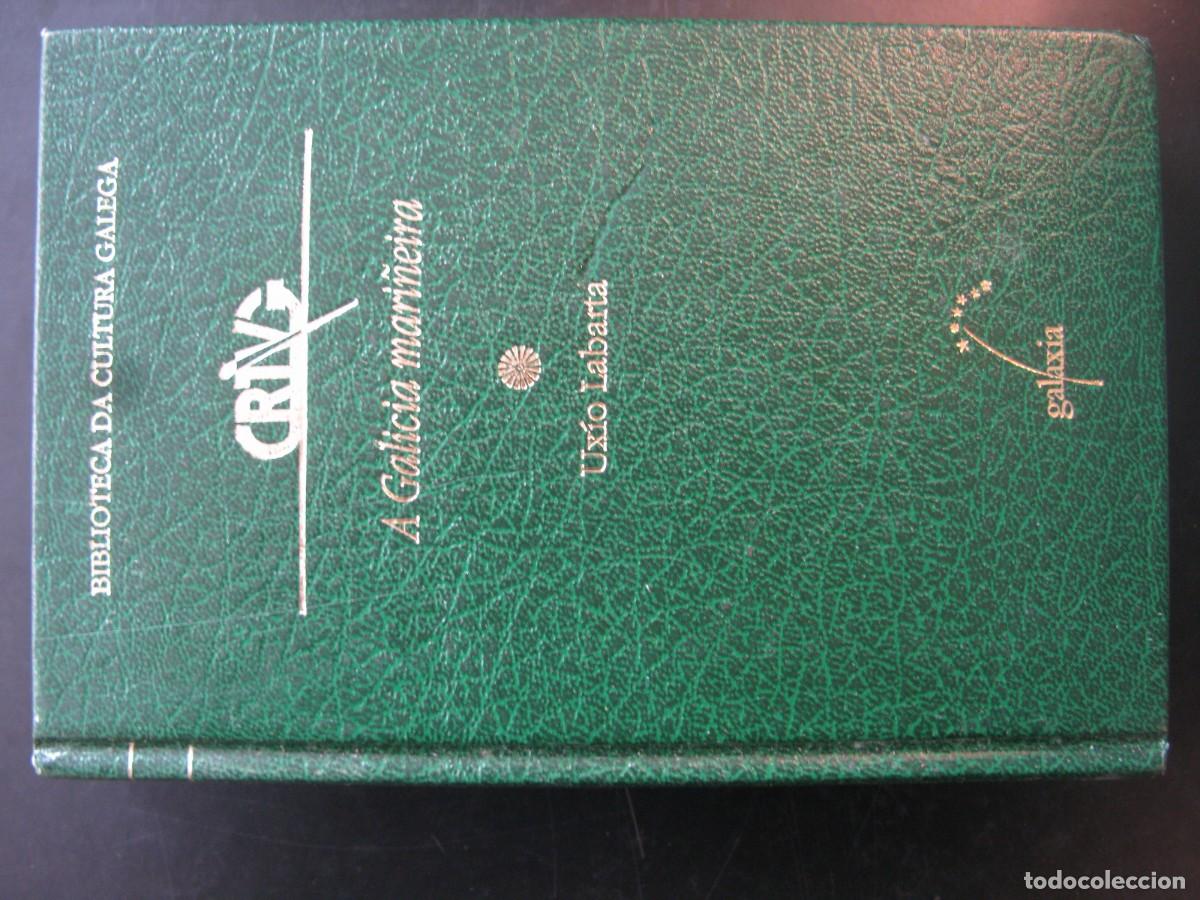 BIBLIOTECA DA CULTURA GALEGA
CRTVG
A Galicia mariñeira
Uxío Labarta
galaxia
todocoleccion